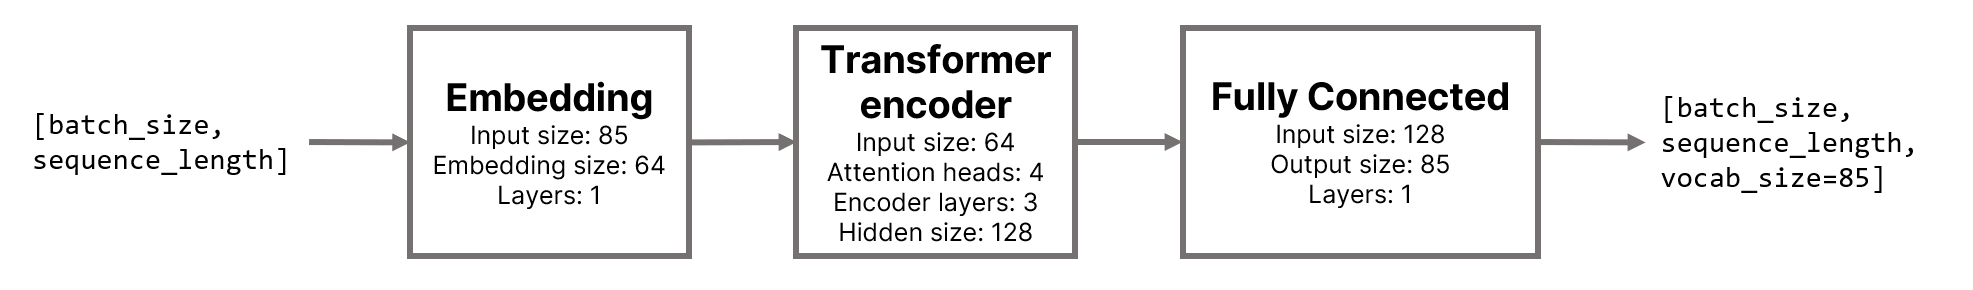 [batch_size,
sequence_length]
Embedding
Input size: 85
Embedding size: 64
Layers: 1
Transformer
encoder
Input size: 64
Attention heads: 4
Encoder layers: 3
Hidden size: 128
Fully Connected
Input size: 128
Output size: 85
Layers: 1
[batch_size,
sequence_length,
vocab_size=85]